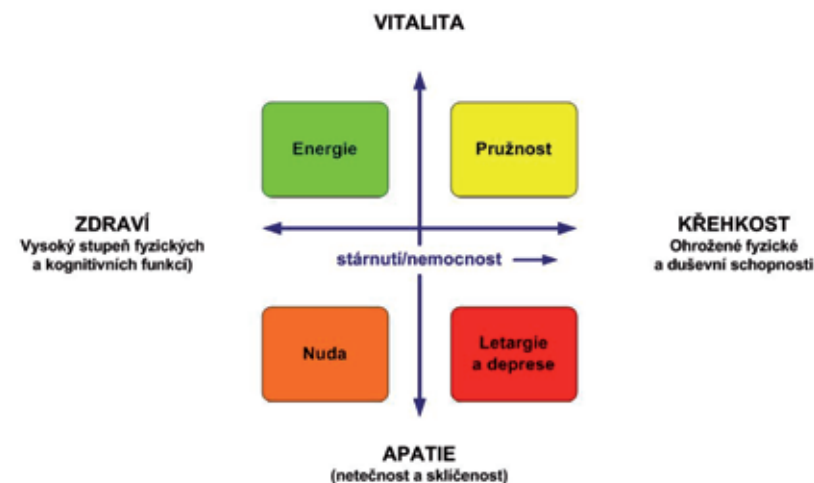 VITALITA
Energie
Pružnost
ZDRAVÍ
Vysoký stupeň fyzických
a kognitivních funkcí)
KŘEHKOST
Ohrožené fyzické
a duševní schopnosti
stárnutí/nemocnost
Nuda
Letargie
a deprese
APATIE
(netečnost a sklíčenost)